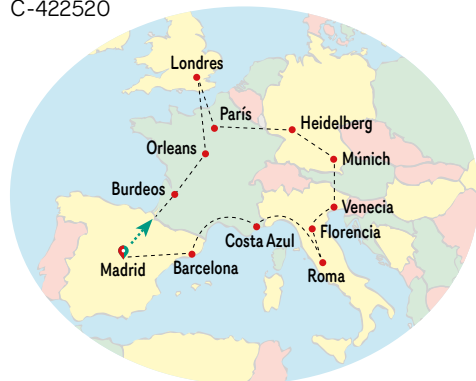 C-422520
Londres
París
Heidelberg
Orleans
Múnich
Burdeos
Venecia
Florencia
Costa Azul
Madrid
Barcelona
Roma